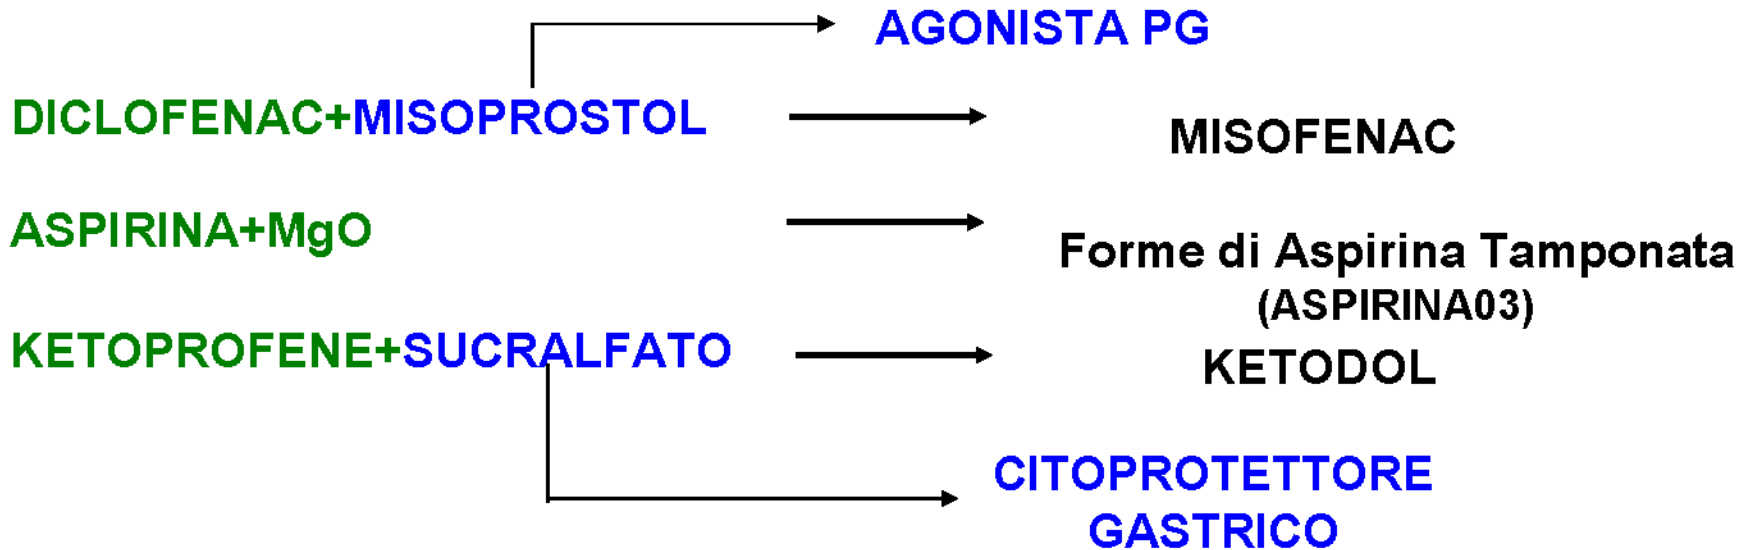 AGONISTA PG
DICLOFENAC+MISOPROSTOL
MISOFENAC
ASPIRINA+MgO
Forme di Aspirina Tamponata
(ASPIRINA03)
KETOPROFENE+SUCRALFATO
KETODOL
CITOPROTETTORE
GASTRICO